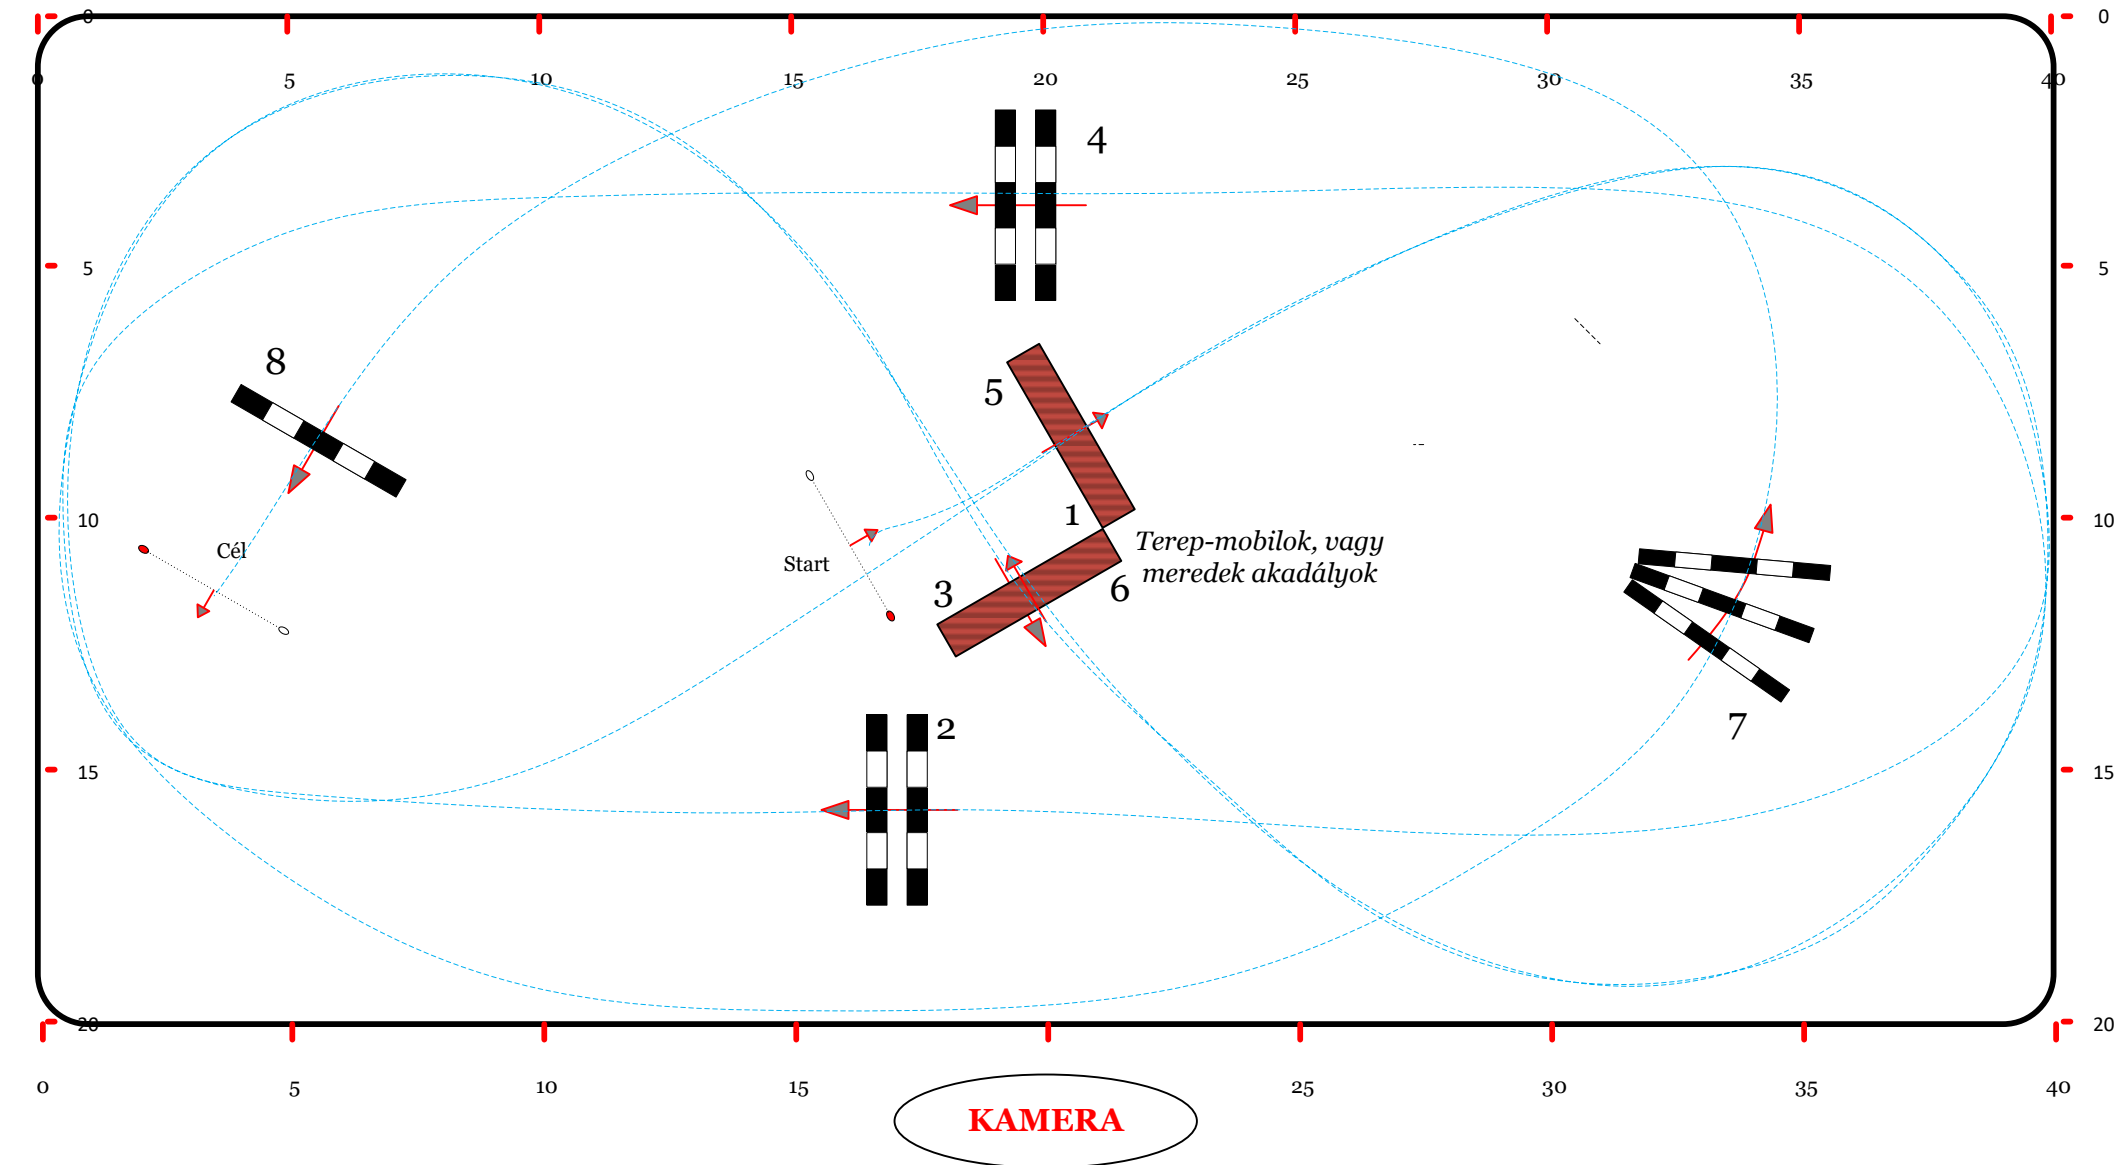 0 0
0 5 10 15 20 25 30 35 40
4
5 5
8
5
10 1 10
Cél Start Terep-mobilok, vagy
meredek akadályok
3 6
7
2
15 15
20 20
0 5 10 15 25 30 35 40
KAMERA